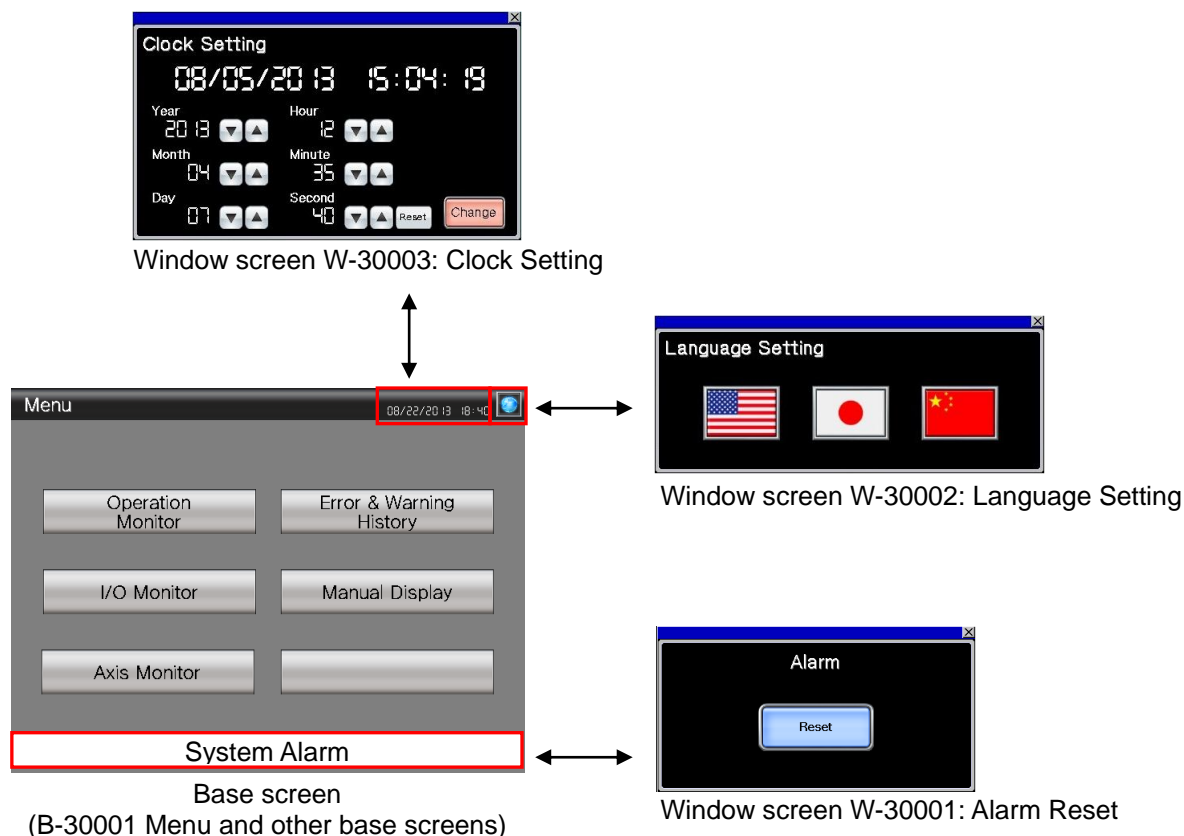 Clock Setting
08/05/2013 15:04:19
Year
2013
Hour
12
Month
04
Minute
35
Day
07
Second
40
Reset
Change
Window screen W-30003: Clock Setting
Menu
08/22/2013 18:40
Operation
Monitor
Error & Warning
History
I/O Monitor
Manual Display
Axis Monitor
System Alarm
Base screen
(B-30001 Menu and other base screens)
Language Setting
Window screen W-30002: Language Setting
Alarm
Reset
Window screen W-30001: Alarm Reset